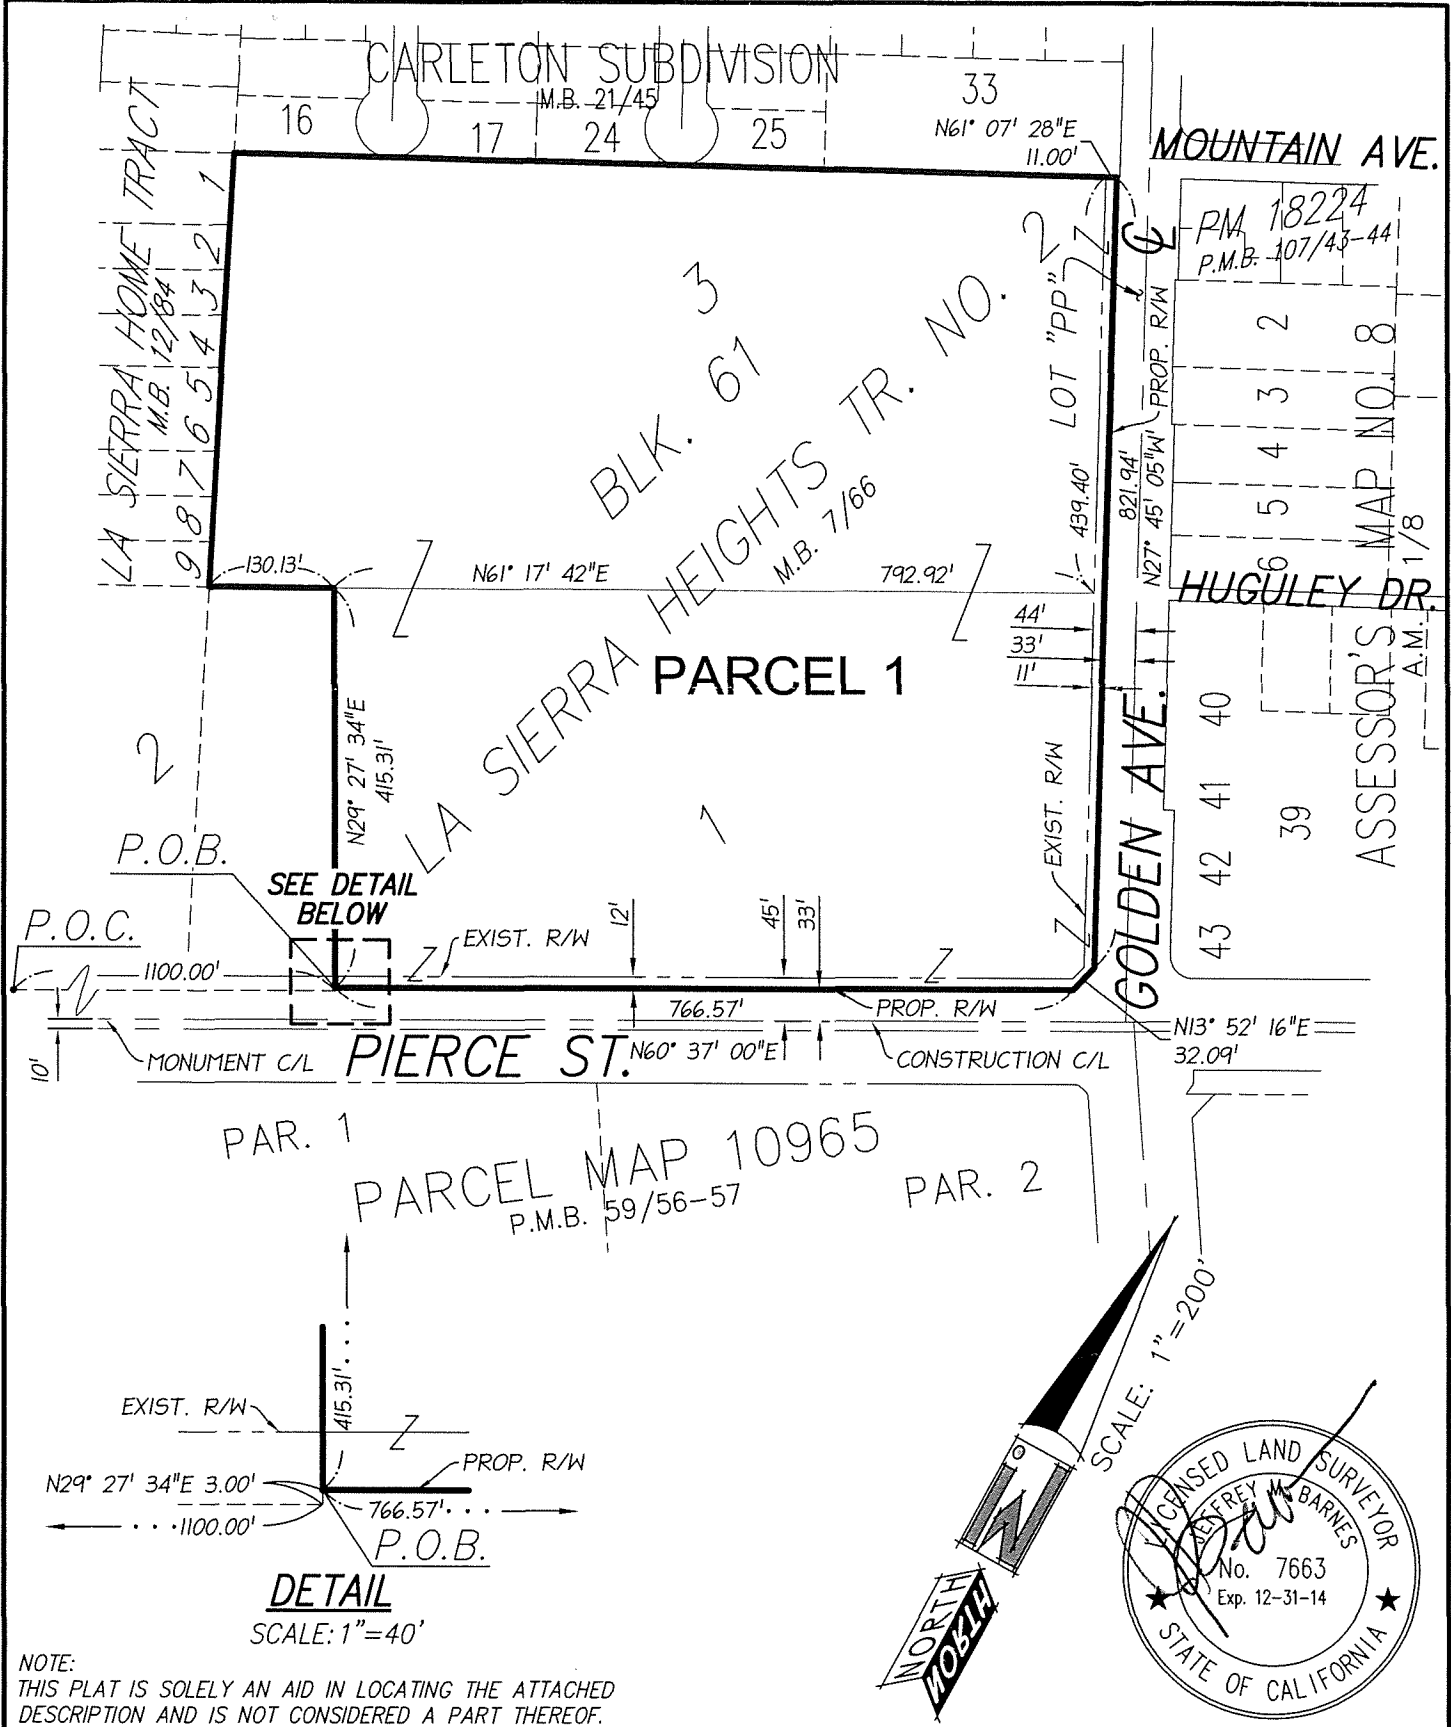 CARLETON SUBDIVISION
M.B. 21/45
16
17
24
25
33
N61° 07' 28"E
11.00'
MOUNTAIN AVE.
PM 18224
P.M.B. 107/43-44
LA SIERRA HOME TRACT
M.B. 12/84
1
2
3
4
5
6
7
8
9
3
BLK. 61
LA SIERRA HEIGHTS TR. NO. 2
M.B. 7/66
LOT "PP"
℄
PROP. R/W
439.40'
821.94'
N27° 45' 05"W
2
3
4
5
6
ASSESSOR'S MAP NO. 8
A.M. 1/8
HUGULEY DR.
130.13'
N61° 17' 42"E
792.92'
44'
33'
11'
PARCEL 1
N29° 27' 34"E
415.31'
2
1
EXIST. R/W
GOLDEN AVE.
40
41
42
43
39
P.O.B.
SEE DETAIL
BELOW
P.O.C.
1100.00'
EXIST. R/W
12'
45'
33'
766.57'
PROP. R/W
N13° 52' 16"E
32.09'
10'
MONUMENT C/L
PIERCE ST.
N60° 37' 00"E
CONSTRUCTION C/L
PAR. 1
PARCEL MAP 10965
P.M.B. 59/56-57
PAR. 2
EXIST. R/W
415.31'...
N29° 27' 34"E 3.00'
PROP. R/W
766.57'...
...1100.00'
P.O.B.
DETAIL
SCALE: 1"=40'
SCALE: 1"=200'
NORTH
NORTH
LICENSED LAND SURVEYOR
JEFFREY M. BARNES
No. 7663
Exp. 12-31-14
STATE OF CALIFORNIA
NOTE:
THIS PLAT IS SOLELY AN AID IN LOCATING THE ATTACHED
DESCRIPTION AND IS NOT CONSIDERED A PART THEREOF.